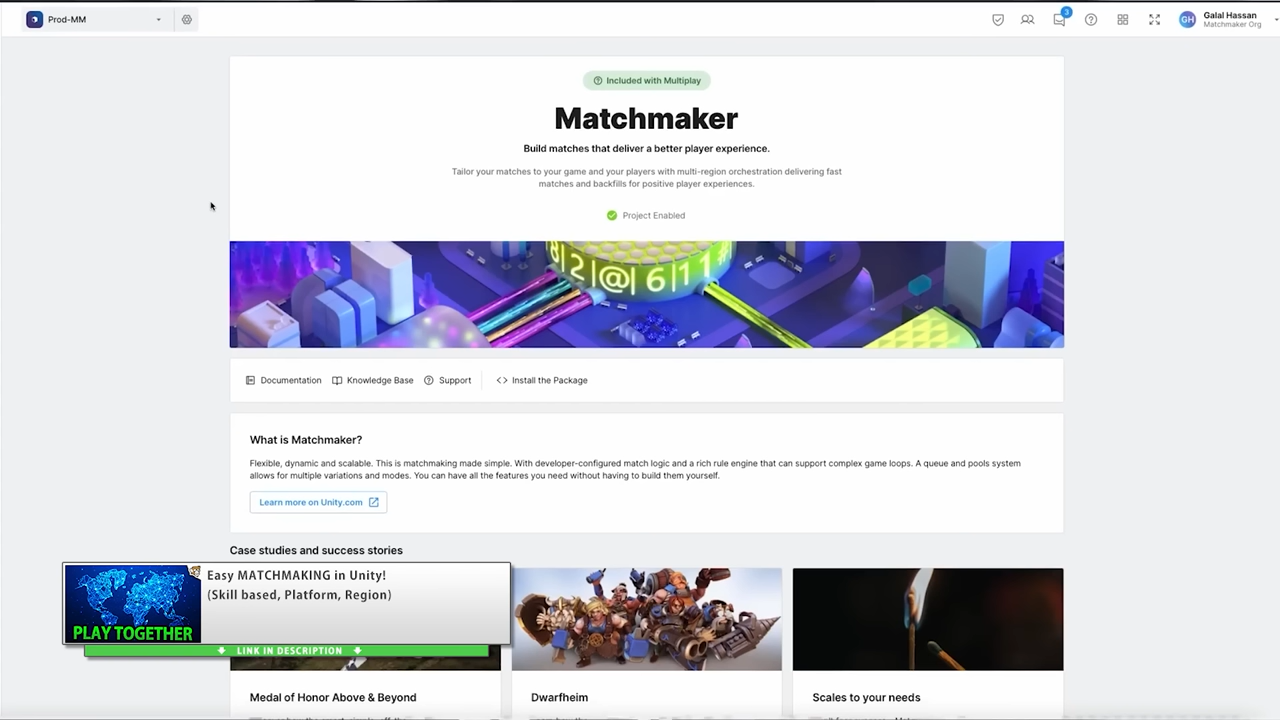 Prod-MM
3
GH
Galal Hassan
Matchmaker Org
Included with Multiplay
Matchmaker
Build matches that deliver a better player experience.
Tailor your matches to your game and your players with multi-region orchestration delivering fast
matches and backfills for positive player experiences.
Project Enabled
8|2|@|6|1|1
Documentation
Knowledge Base
Support
Install the Package
What is Matchmaker?
Flexible, dynamic and scalable. This is matchmaking made simple. With developer-configured match logic and a rich rule engine that can support complex game loops. A queue and pools system
allows for multiple variations and modes. You can have all the features you need without having to build them yourself.
Learn more on Unity.com
Case studies and success stories
Easy MATCHMAKING in Unity!
(Skill based, Platform, Region)
PLAY TOGETHER
LINK IN DESCRIPTION
Medal of Honor Above & Beyond
Dwarfheim
Scales to your needs